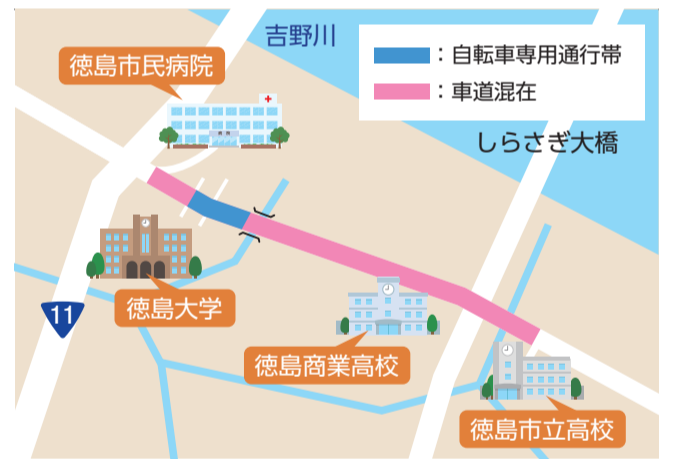 吉野川
：自転車専用通行帯
：車道混在
徳島市民病院
しらさぎ大橋
徳島大学
11
徳島商業高校
徳島市立高校